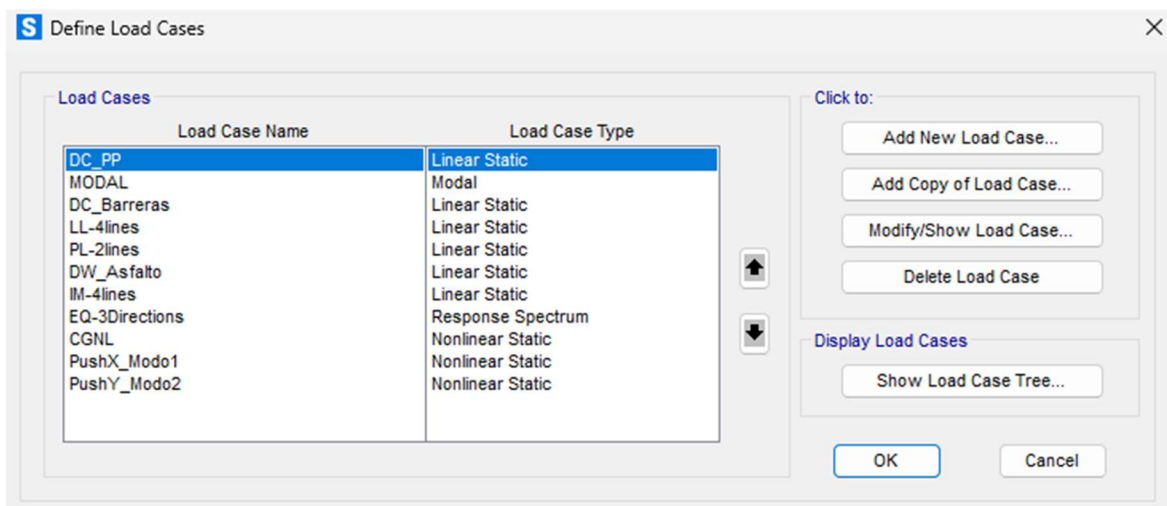 S Define Load Cases
Load Cases
Load Case Name Load Case Type
DC_PP Linear Static
MODAL Modal
DC_Barreras Linear Static
LL-4lines Linear Static
PL-2lines Linear Static
DW_Asfalto Linear Static
IM-4lines Linear Static
EQ-3Directions Response Spectrum
CGNL Nonlinear Static
PushX_Modo1 Nonlinear Static
PushY_Modo2 Nonlinear Static
Click to:
Add New Load Case...
Add Copy of Load Case...
Modify/Show Load Case...
Delete Load Case
Display Load Cases
Show Load Case Tree...
OK Cancel